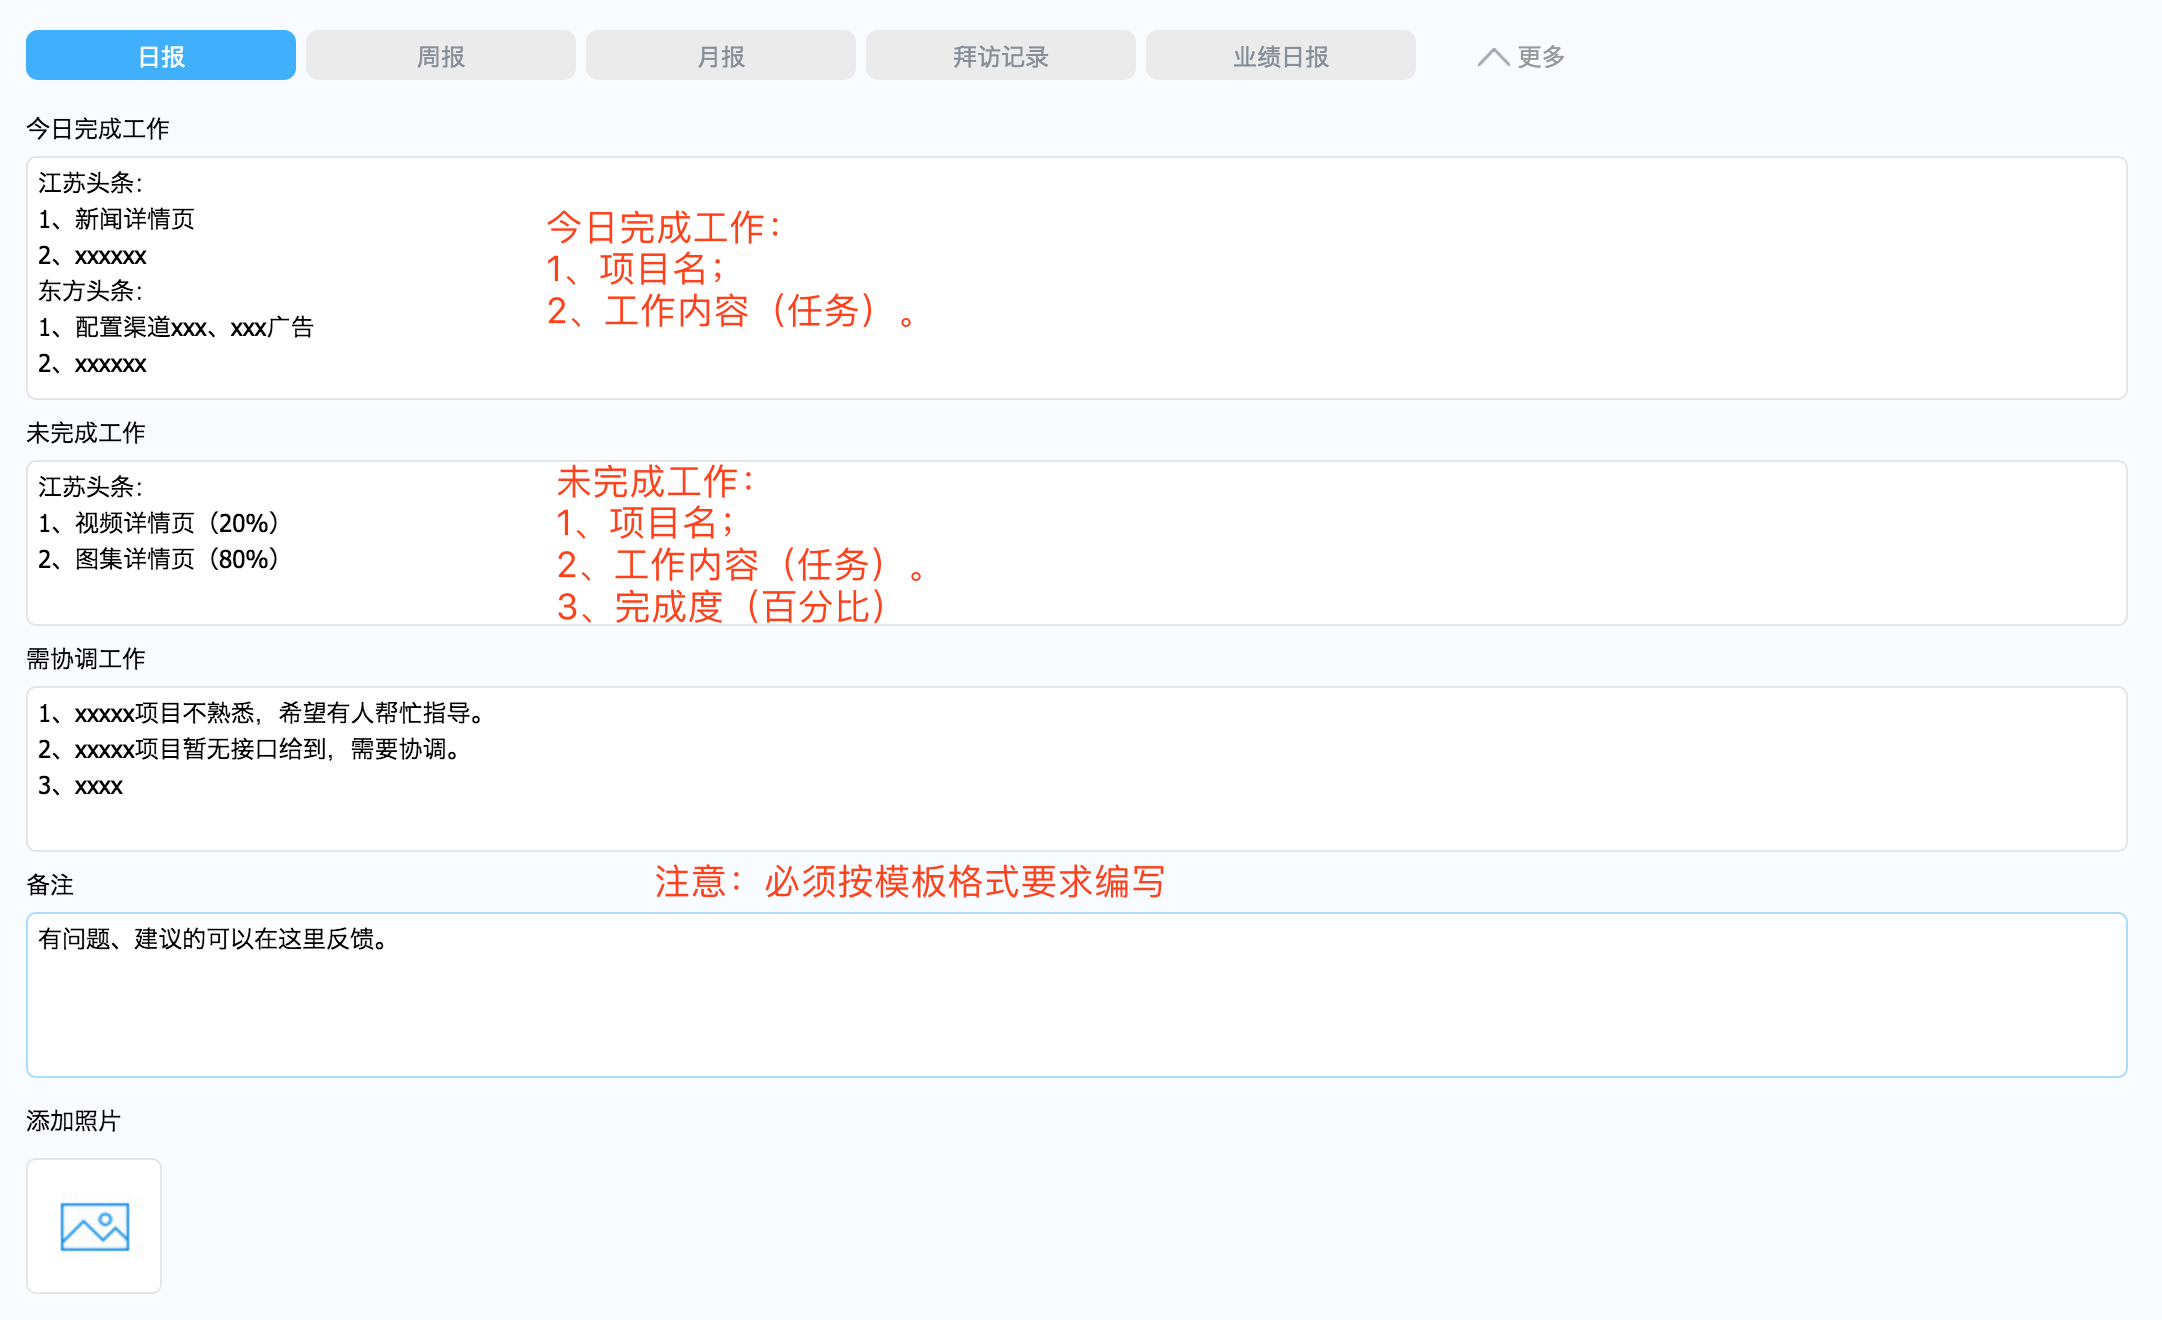 日报
周报
月报
拜访记录
业绩日报
更多
今日完成工作
江苏头条：
1、新闻详情页
2、xxxxxx
东方头条：
1、配置渠道xxx、xxx广告
2、xxxxxx
今日完成工作：
1、项目名；
2、工作内容（任务）。
未完成工作
江苏头条：
1、视频详情页（20%）
2、图集详情页（80%）
未完成工作：
1、项目名；
2、工作内容（任务）。
3、完成度（百分比）
需协调工作
1、xxxxx项目不熟悉，希望有人帮忙指导。
2、xxxxx项目暂无接口给到，需要协调。
3、xxxx
注意：必须按模板格式要求编写
备注
有问题、建议的可以在这里反馈。
添加照片